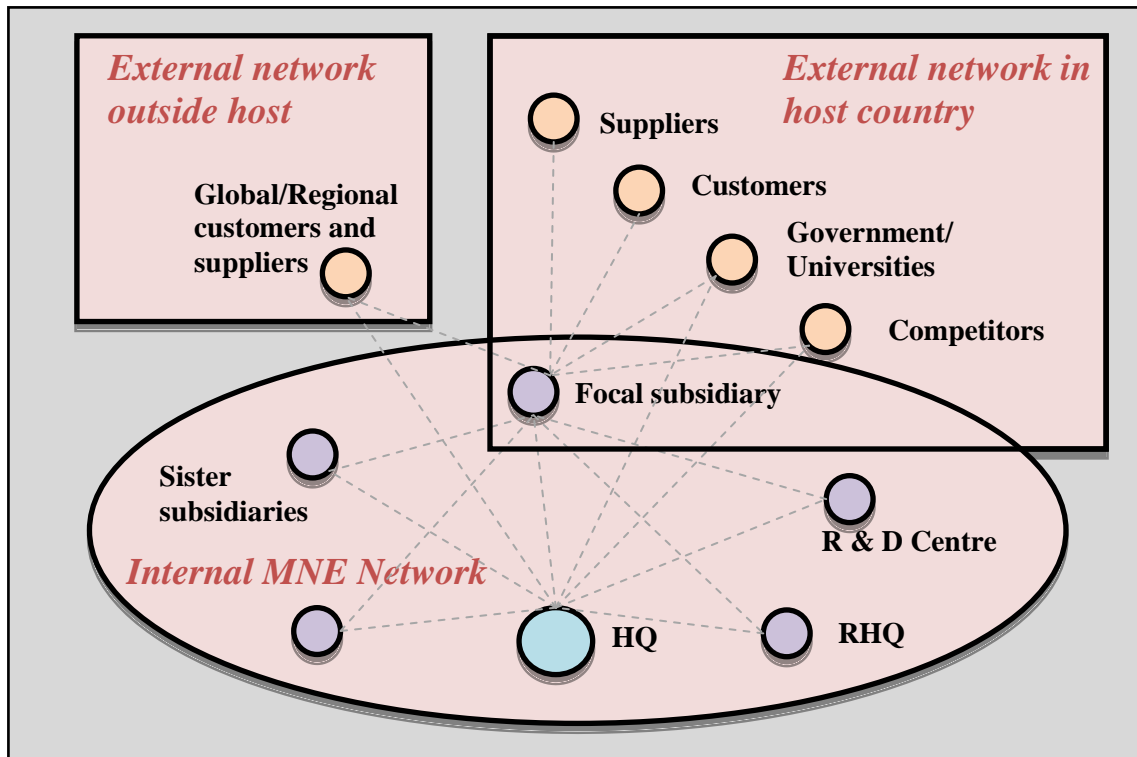 External network
outside host
Global/Regional
customers and
suppliers
External network in
host country
Suppliers
Customers
Government/
Universities
Competitors
Focal subsidiary
Sister
subsidiaries
R & D Centre
Internal MNE Network
HQ
RHQ